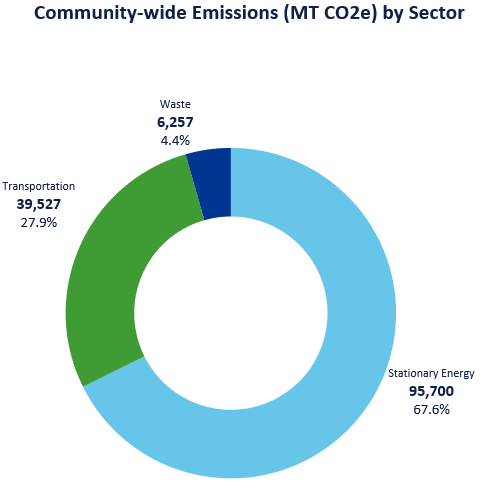 Community-wide Emissions (MT CO2e) by Sector
Waste
6,257
4.4%
Transportation
39,527
27.9%
Stationary Energy
95,700
67.6%